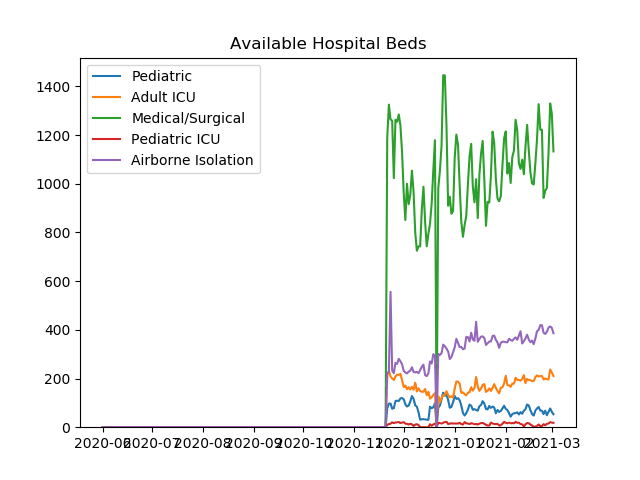 Available Hospital Beds
Pediatric
Adult ICU
Medical/Surgical
Pediatric ICU
Airborne Isolation
1400
1200
1000
800
600
400
200
0
2020-06 2020-07 2020-08 2020-09 2020-10 2020-11 2020-12 2021-01 2021-02 2021-03